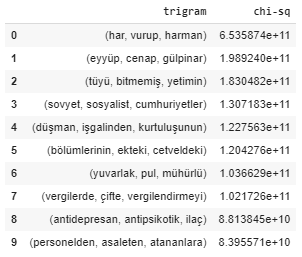 trigram chi-sq
0 (har, vurup, harman) 6.535874e+11
1 (eyyüp, cenap, gülpinar) 1.989240e+11
2 (tüyü, bitmemiş, yetimin) 1.830482e+11
3 (sovyet, sosyalist, cumhuriyetler) 1.307183e+11
4 (düşman, işgalinden, kurtuluşunun) 1.227563e+11
5 (bölümlerinin, ekteki, cetveldeki) 1.204276e+11
6 (yuvarlak, pul, mühürlü) 1.036629e+11
7 (vergilerde, çifte, vergilendirmeyi) 1.021726e+11
8 (antidepresan, antipsikotik, ilaç) 8.813845e+10
9 (personelden, asaleten, atananlara) 8.395571e+10